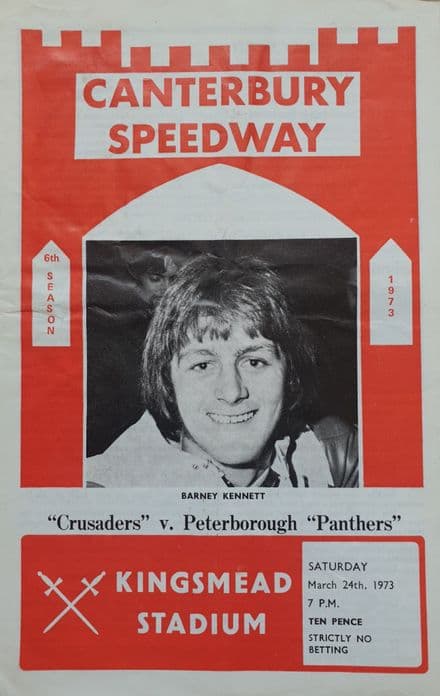 CANTERBURY
SPEEDWAY
6th
SEASON
1973
BARNEY KENNETT
"Crusaders" v. Peterborough "Panthers"
KINGSMEAD
STADIUM
SATURDAY
March 24th, 1973
7 P.M.
TEN PENCE
STRICTLY NO
BETTING